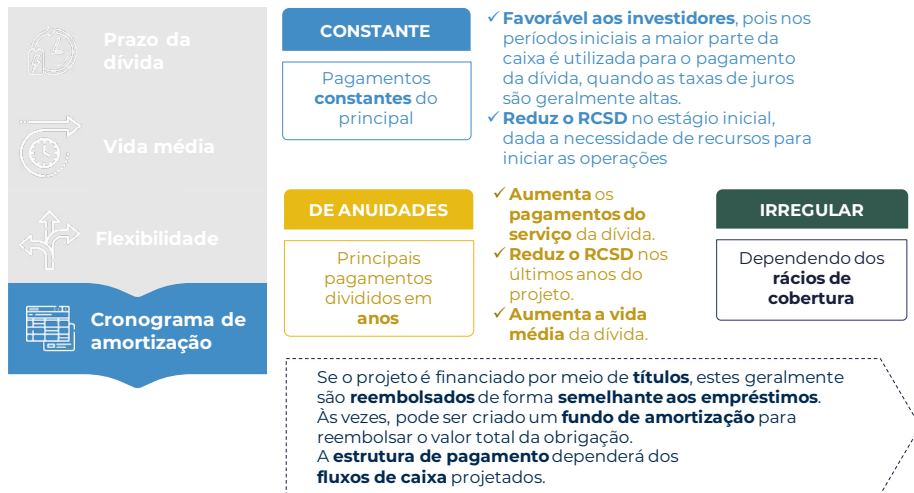 Prazo da
dívida
Vida média
Flexibilidade
Cronograma de
amortização
CONSTANTE
Pagamentos
constantes do
principal
✓ Favorável aos investidores, pois nos
períodos iniciais a maior parte da
caixa é utilizada para o pagamento
da dívida, quando as taxas de juros
são geralmente altas.
✓ Reduz o RCSD no estágio inicial,
dada a necessidade de recursos para
iniciar as operações
DE ANUIDADES
Principais
pagamentos
divididos em
anos
✓ Aumenta os
pagamentos do
serviço da dívida.
✓ Reduz o RCSD nos
últimos anos do
projeto.
✓ Aumenta a vida
média da dívida.
IRREGULAR
Dependendo dos
rácios de
cobertura
Se o projeto é financiado por meio de títulos, estes geralmente
são reembolsados de forma semelhante aos empréstimos.
Às vezes, pode ser criado um fundo de amortização para
reembolsar o valor total da obrigação.
A estrutura de pagamento dependerá dos
fluxos de caixa projetados.